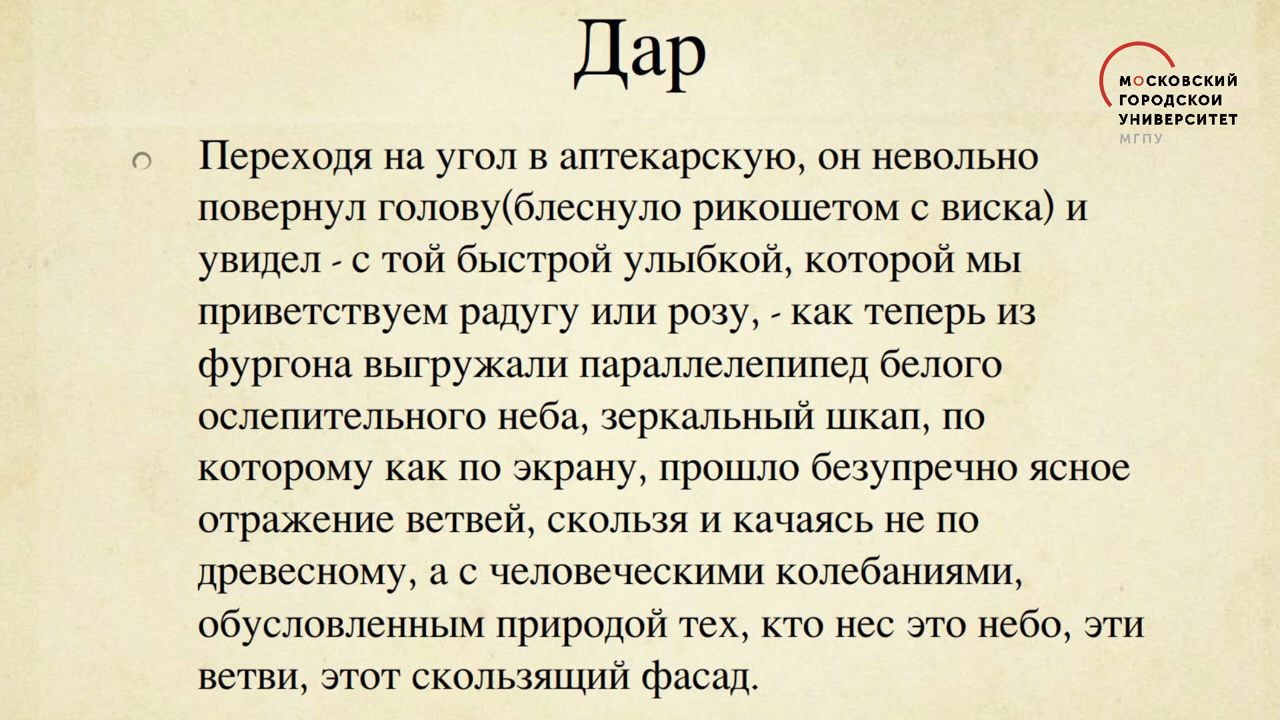 Дар
МОСКОВСКИЙ
ГОРОДСКОЙ
УНИВЕРСИТЕТ
МГПУ
Переходя на угол в аптекарскую, он невольно
повернул голову(блеснуло рикошетом с виска) и
увидел - с той быстрой улыбкой, которой мы
приветствуем радугу или розу, - как теперь из
фургона выгружали параллелепипед белого
ослепительного неба, зеркальный шкап, по
которому как по экрану, прошло безупречно ясное
отражение ветвей, скользя и качаясь не по
древесному, а с человеческими колебаниями,
обусловленным природой тех, кто нес это небо, эти
ветви, этот скользящий фасад.